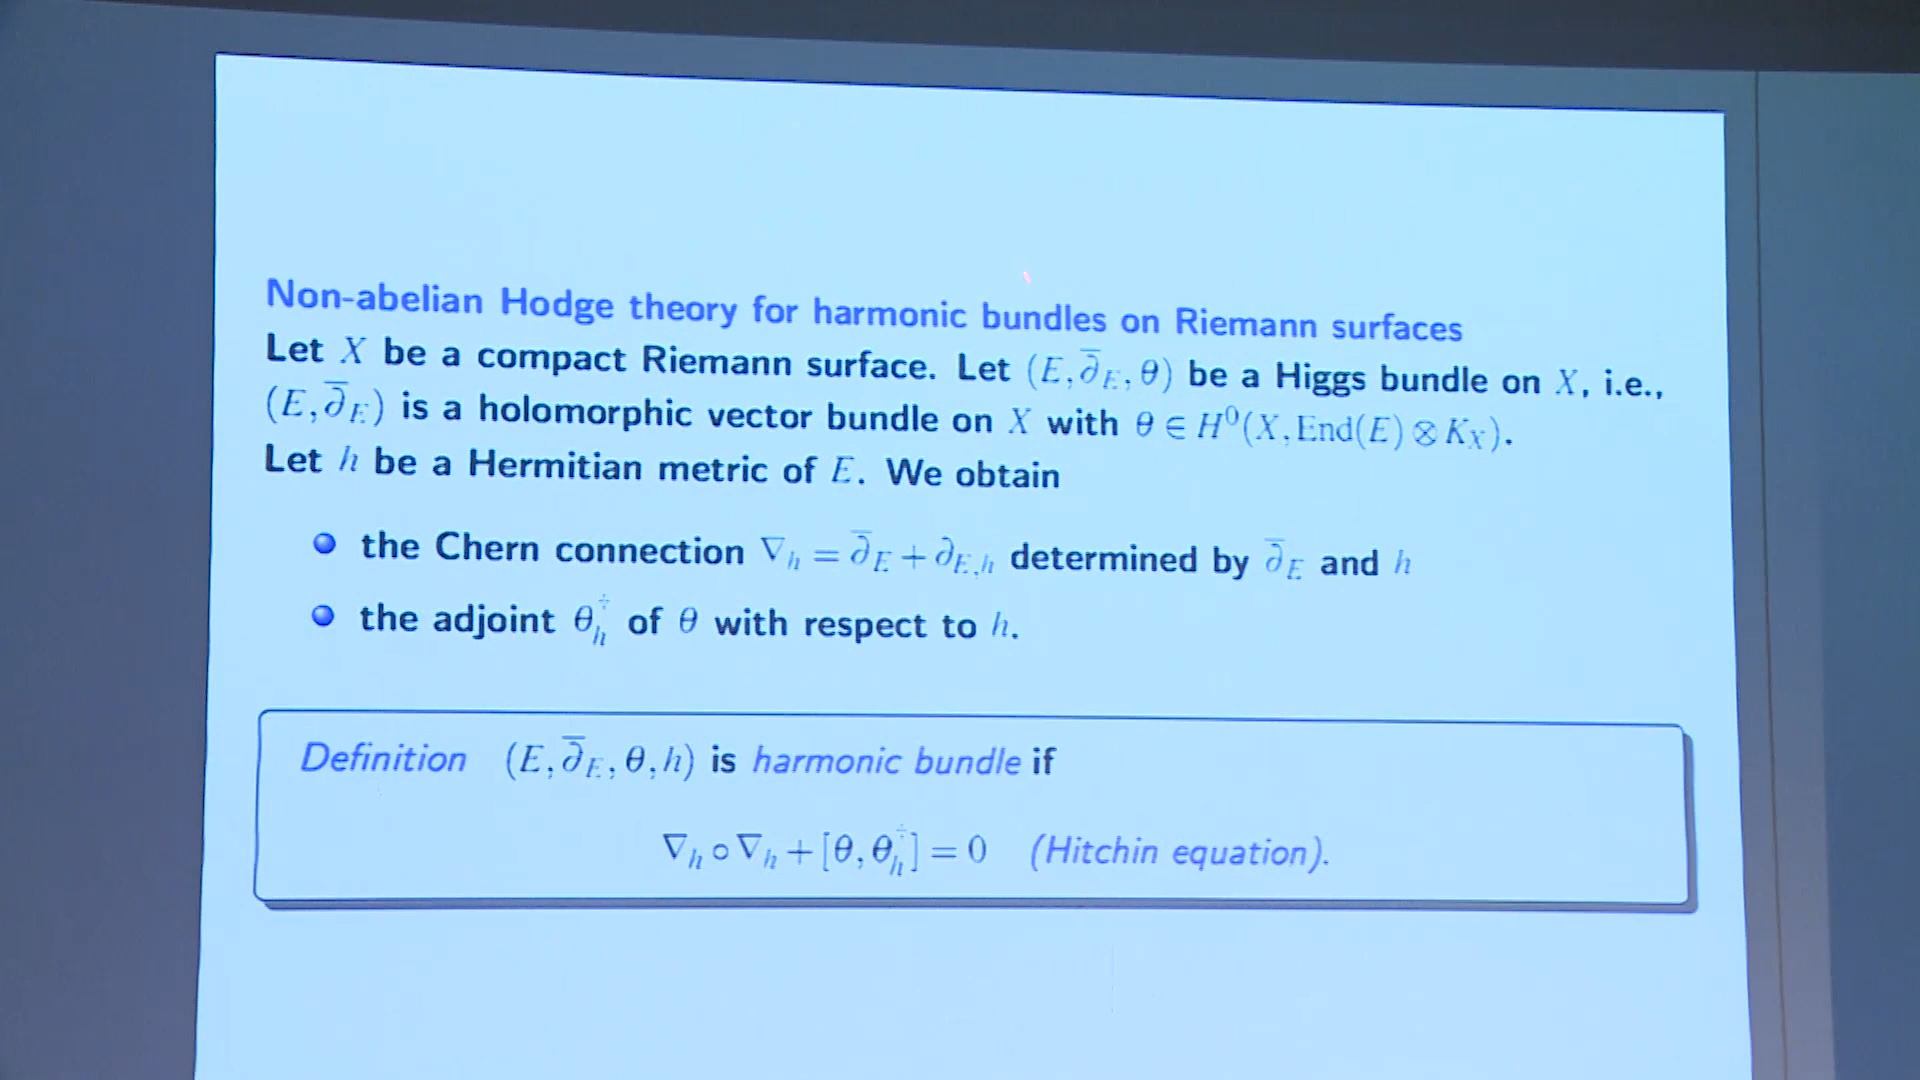 Non-abelian Hodge theory for harmonic bundles on Riemann surfaces
Let X be a compact Riemann surface. Let (E, ∂̄_E, θ) be a Higgs bundle on X, i.e.,
(E, ∂̄_E) is a holomorphic vector bundle on X with θ ∈ H⁰(X, End(E) ⊗ K_X).
Let h be a Hermitian metric of E. We obtain
the Chern connection ∇_h = ∂̄_E + ∂_{E,h} determined by ∂̄_E and h
the adjoint θ_h^† of θ with respect to h.
Definition (E, ∂̄_E, θ, h) is harmonic bundle if
∇_h ∘ ∇_h + [θ, θ_h^†] = 0 (Hitchin equation).